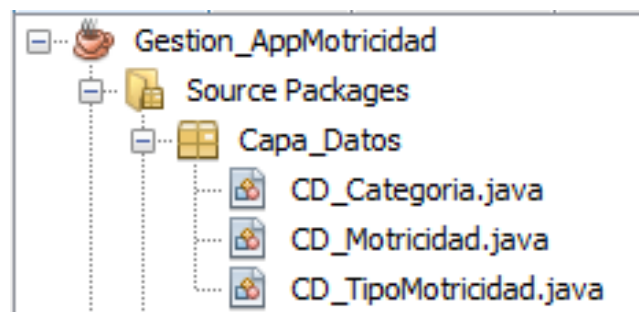 Gestion_AppMotricidad
Source Packages
Capa_Datos
CD_Categoria.java
CD_Motricidad.java
CD_TipoMotricidad.java